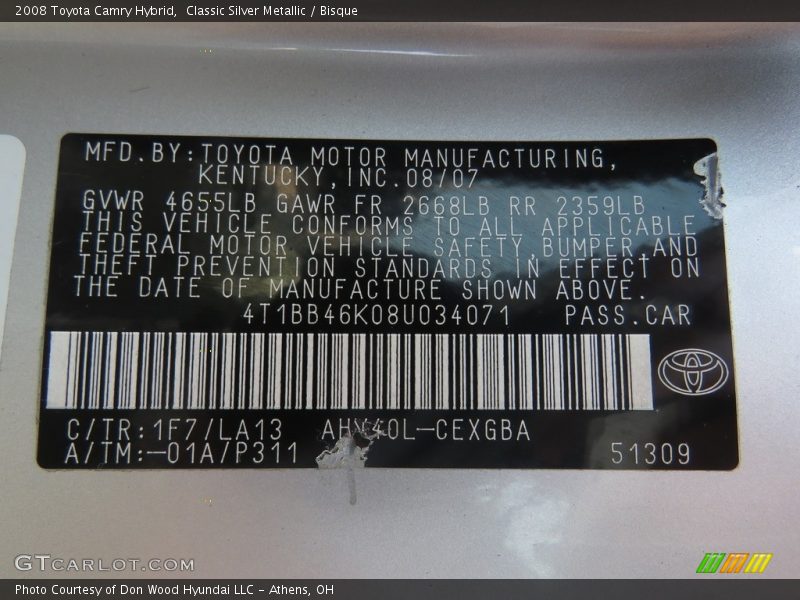 2008 Toyota Camry Hybrid,  Classic Silver Metallic / Bisque
MFD.BY:TOYOTA MOTOR MANUFACTURING,
KENTUCKY,INC.08/07
GVWR 4655LB GAWR FR 2668LB RR 2359LB
THIS VEHICLE CONFORMS TO ALL APPLICABLE
FEDERAL MOTOR VEHICLE SAFETY,BUMPER,AND
THEFT PREVENTION STANDARDS IN EFFECT ON
THE DATE OF MANUFACTURE SHOWN ABOVE.
4T1BB46K08U034071 PASS.CAR
C/TR:1F7/LA13 AHV40L-CEXGBA
A/TM:-01A/P311 51309
GTCARLOT.COM
Photo Courtesy of Don Wood Hyundai LLC - Athens, OH